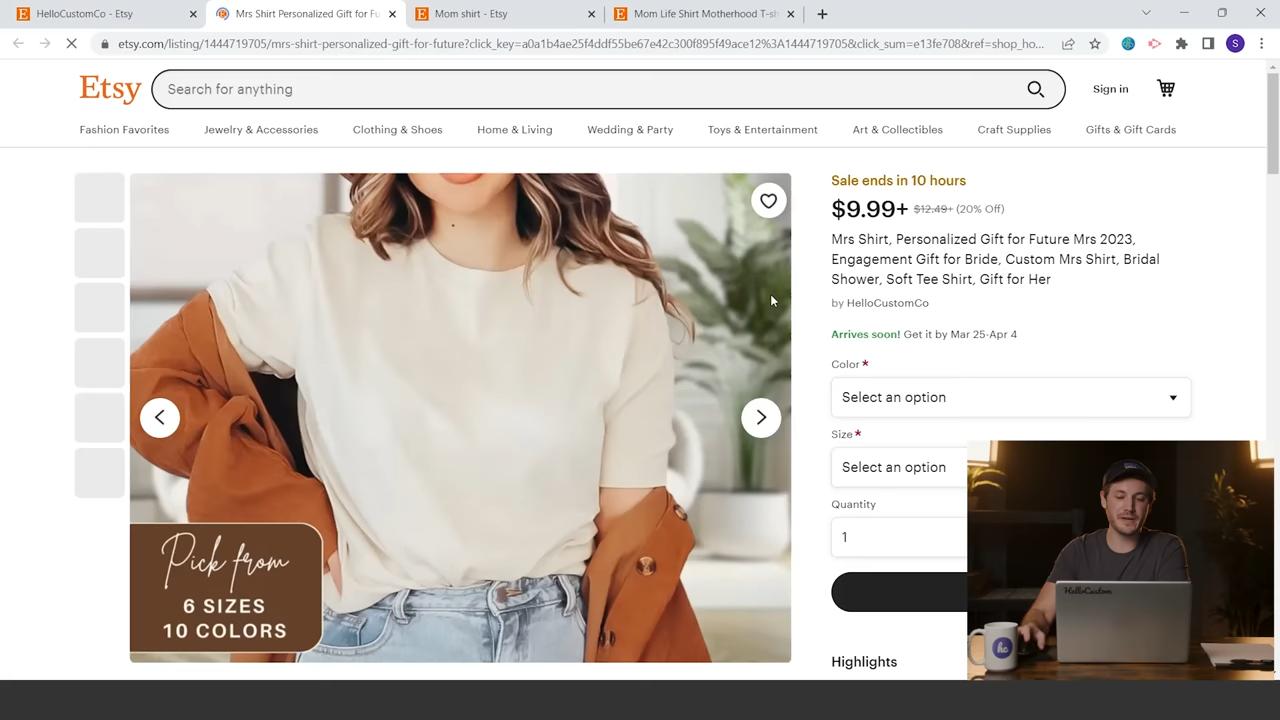 HelloCustomCo - Etsy
Mrs Shirt Personalized Gift for Fu
Mom shirt - Etsy
Mom Life Shirt Motherhood T-sh
etsy.com/listing/1444719705/mrs-shirt-personalized-gift-for-future?click_key=a0b1b4ae25f4ddf55be67e42c300f895f49ace12%3A1444719705&click_sum=e13fe708&ref=shop_ho...
S
Etsy
Search for anything
Sign in
Fashion Favorites
Jewelry & Accessories
Clothing & Shoes
Home & Living
Wedding & Party
Toys & Entertainment
Art & Collectibles
Craft Supplies
Gifts & Gift Cards
Sale ends in 10 hours
$9.99+ $12.49+ (20% Off)
Mrs Shirt, Personalized Gift for Future Mrs 2023,
Engagement Gift for Bride, Custom Mrs Shirt, Bridal
Shower, Soft Tee Shirt, Gift for Her
by HelloCustomCo
Arrives soon! Get it by Mar 25-Apr 4
Color *
Select an option
Size *
Select an option
Quantity
1
Highlights
Pick from
6 SIZES
10 COLORS
HelloCustom
hc